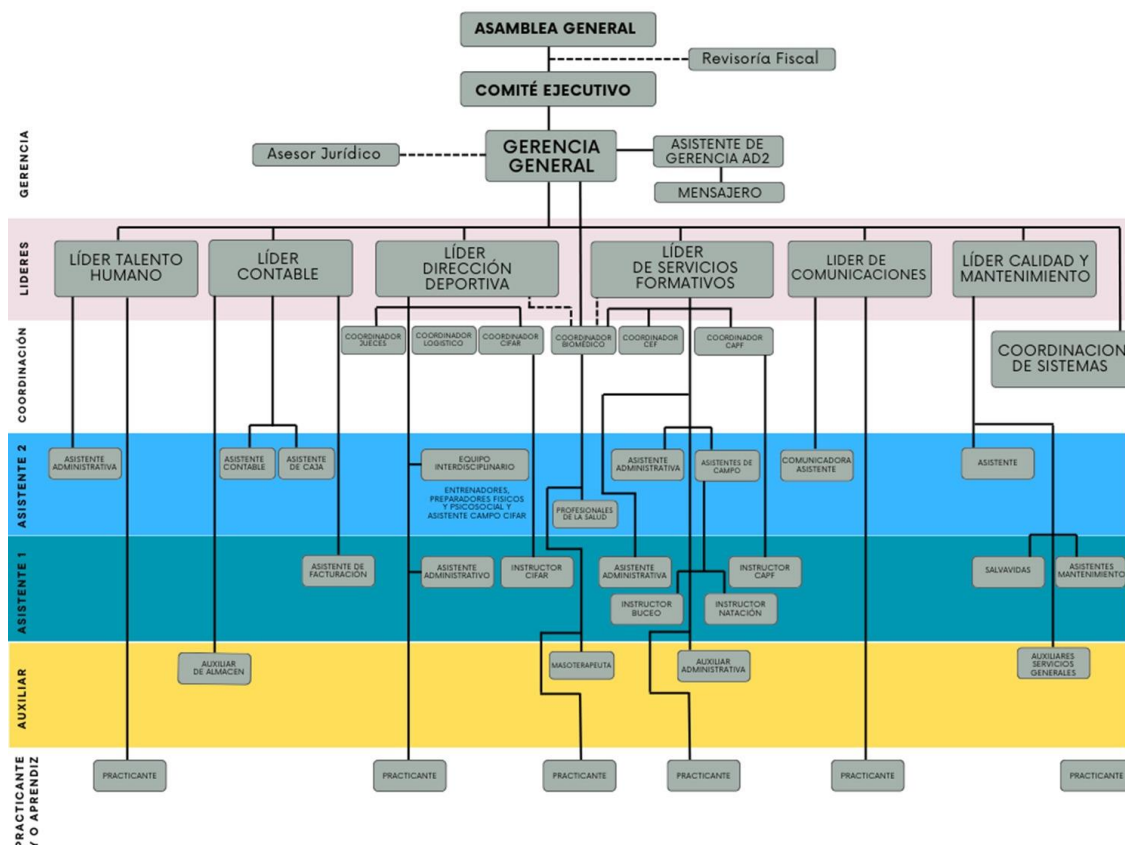 ASAMBLEA GENERAL
Revisoría Fiscal
COMITÉ EJECUTIVO
GERENCIA
GERENCIA
GENERAL
Asesor Jurídico
ASISTENTE DE
GERENCIA AD2
MENSAJERO
LIDERES
LÍDER TALENTO
HUMANO
LÍDER
CONTABLE
LÍDER
DIRECCIÓN
DEPORTIVA
LÍDER
DE SERVICIOS
FORMATIVOS
LIDER DE
COMUNICACIONES
LÍDER CALIDAD Y
MANTENIMIENTO
COORDINACIÓN
COORDINADOR
JUECES
COORDINADOR
LOGISTICO
COORDINADOR
CIFAR
COORDINADOR
BIOMÉDICO
COORDINADOR
CEF
COORDINADOR
CAPF
COORDINACION
DE SISTEMAS
ASISTENTE 2
ASISTENTE
ADMINISTRATIVA
ASISTENTE
CONTABLE
ASISTENTE
DE CAJA
EQUIPO
INTERDISCIPLINARIO
ENTRENADORES,
PREPARADORES FISICOS
Y PSICOSOCIAL Y
ASISTENTE CAMPO CIFAR
PROFESIONALES
DE LA SALUD
ASISTENTE
ADMINISTRATIVA
ASISTENTES DE
CAMPO
COMUNICADORA
ASISTENTE
ASISTENTE
ASISTENTE 1
ASISTENTE DE
FACTURACIÓN
ASISTENTE
ADMINISTRATIVO
INSTRUCTOR
CIFAR
ASISTENTE
ADMINISTRATIVA
INSTRUCTOR
CAPF
INSTRUCTOR
BUCEO
INSTRUCTOR
NATACIÓN
SALVAVIDAS
ASISTENTES
MANTENIMIENTO
AUXILIAR
AUXILIAR
DE ALMACEN
MASOTERAPEUTA
AUXILIAR
ADMINISTRATIVA
AUXILIARES
SERVICIOS
GENERALES
PRACTICANTE
Y O APRENDIZ
PRACTICANTE
PRACTICANTE
PRACTICANTE
PRACTICANTE
PRACTICANTE
PRACTICANTE